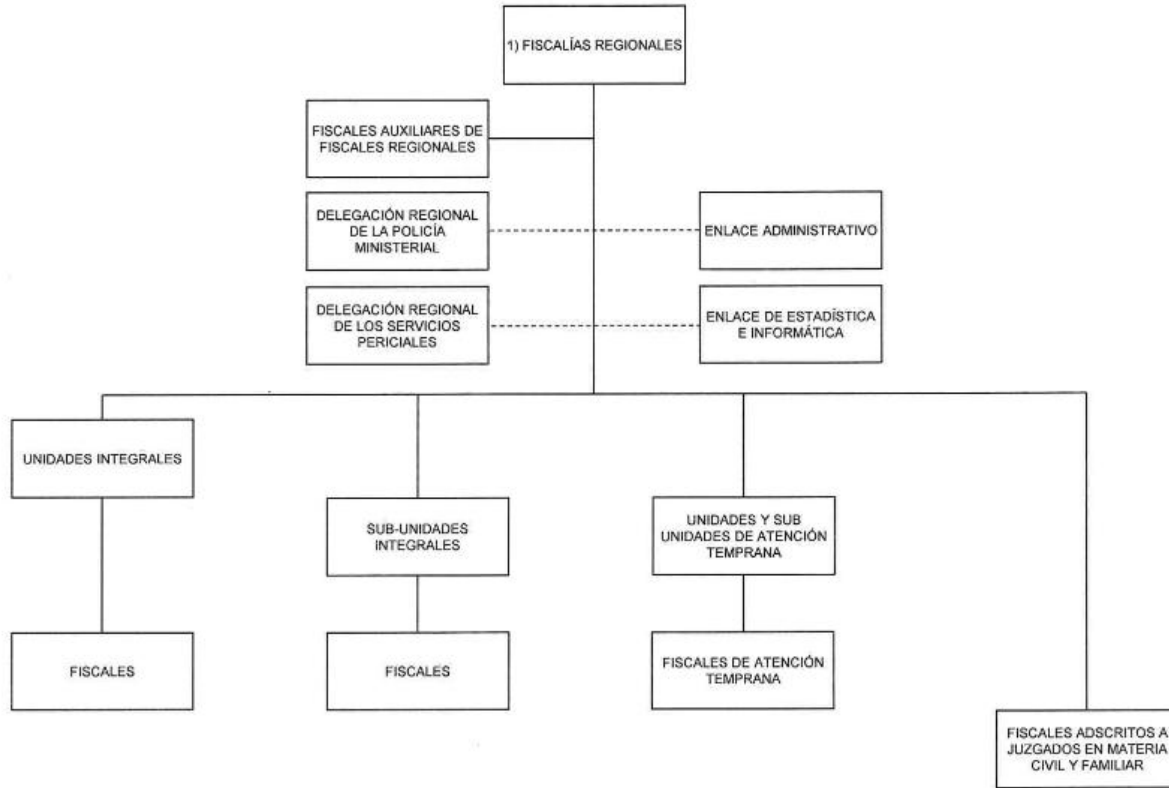 1) FISCALÍAS REGIONALES
FISCALES AUXILIARES DE
FISCALES REGIONALES
DELEGACIÓN REGIONAL
DE LA POLICÍA
MINISTERIAL
ENLACE ADMINISTRATIVO
DELEGACIÓN REGIONAL
DE LOS SERVICIOS
PERICIALES
ENLACE DE ESTADÍSTICA
E INFORMÁTICA
UNIDADES INTEGRALES
SUB-UNIDADES
INTEGRALES
UNIDADES Y SUB
UNIDADES DE ATENCIÓN
TEMPRANA
FISCALES
FISCALES
FISCALES DE ATENCIÓN
TEMPRANA
FISCALES ADSCRITOS A
JUZGADOS EN MATERIA
CIVIL Y FAMILIAR